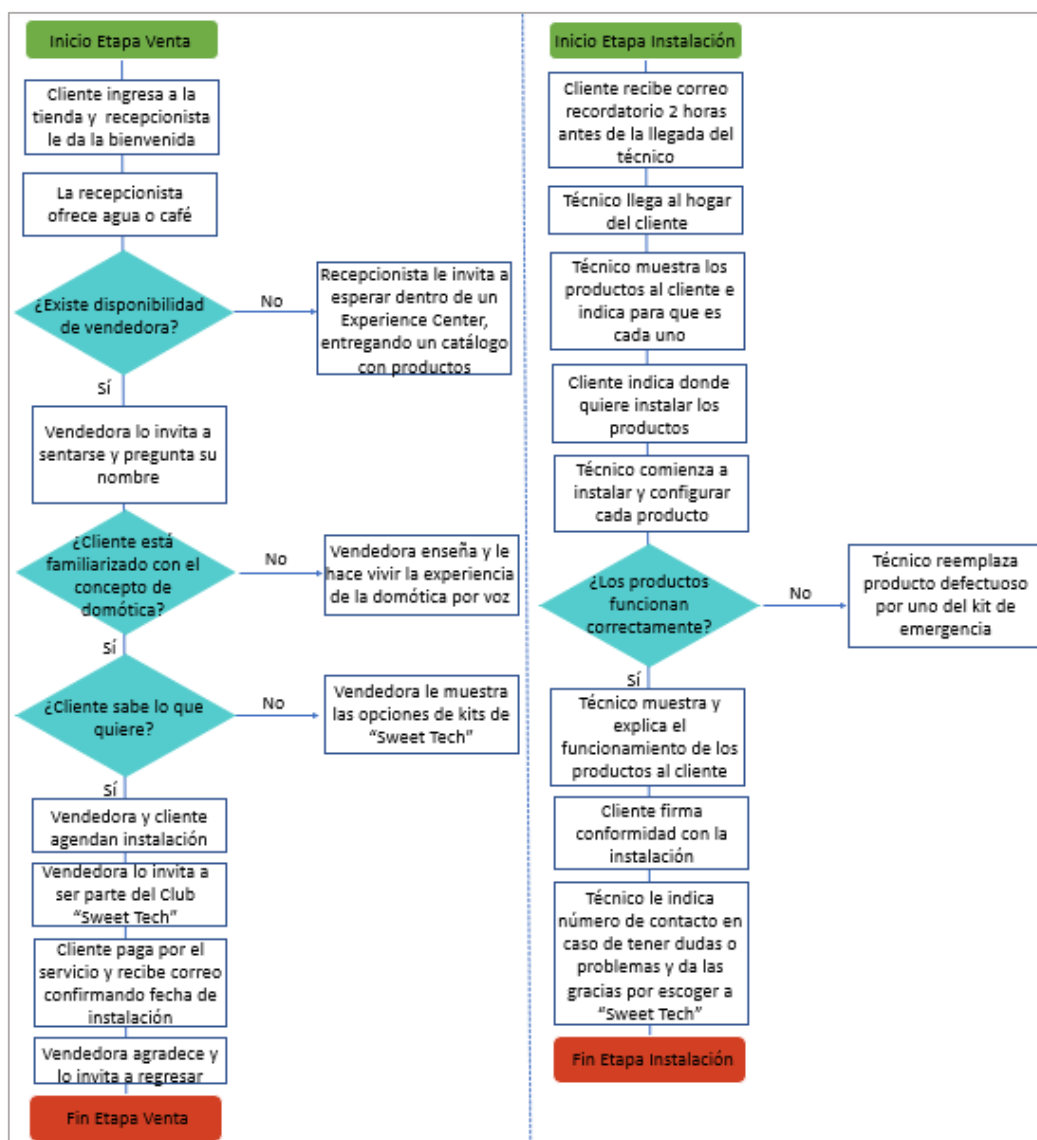 Inicio Etapa Venta
Cliente ingresa a la
tienda y recepcionista
le da la bienvenida
La recepcionista
ofrece agua o café
¿Existe disponibilidad
de vendedora?
No
Recepcionista le invita a
esperar dentro de un
Experience Center,
entregando un catálogo
con productos
Sí
Vendedora lo invita a
sentarse y pregunta su
nombre
¿Cliente está
familiarizado con el
concepto de
domótica?
No
Vendedora enseña y le
hace vivir la experiencia
de la domótica por voz
Sí
¿Cliente sabe lo que
quiere?
No
Vendedora le muestra
las opciones de kits de
“Sweet Tech”
Sí
Vendedora y cliente
agendan instalación
Vendedora lo invita a
ser parte del Club
“Sweet Tech”
Cliente paga por el
servicio y recibe correo
confirmando fecha de
instalación
Vendedora agradece y
lo invita a regresar
Fin Etapa Venta
Inicio Etapa Instalación
Cliente recibe correo
recordatorio 2 horas
antes de la llegada del
técnico
Técnico llega al hogar
del cliente
Técnico muestra los
productos al cliente e
indica para que es
cada uno
Cliente indica donde
quiere instalar los
productos
Técnico comienza a
instalar y configurar
cada producto
¿Los productos
funcionan
correctamente?
No
Técnico reemplaza
producto defectuoso
por uno del kit de
emergencia
Sí
Técnico muestra y
explica el
funcionamiento de los
productos al cliente
Cliente firma
conformidad con la
instalación
Técnico le indica
número de contacto en
caso de tener dudas o
problemas y da las
gracias por escoger a
“Sweet Tech”
Fin Etapa Instalación